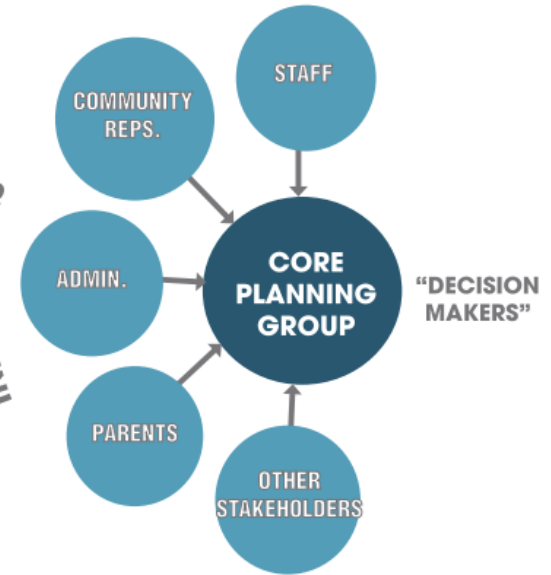 STAFF
COMMUNITY
REPS.
ADMIN.
CORE
PLANNING
GROUP
"DECISION
MAKERS"
PARENTS
OTHER
STAKEHOLDERS